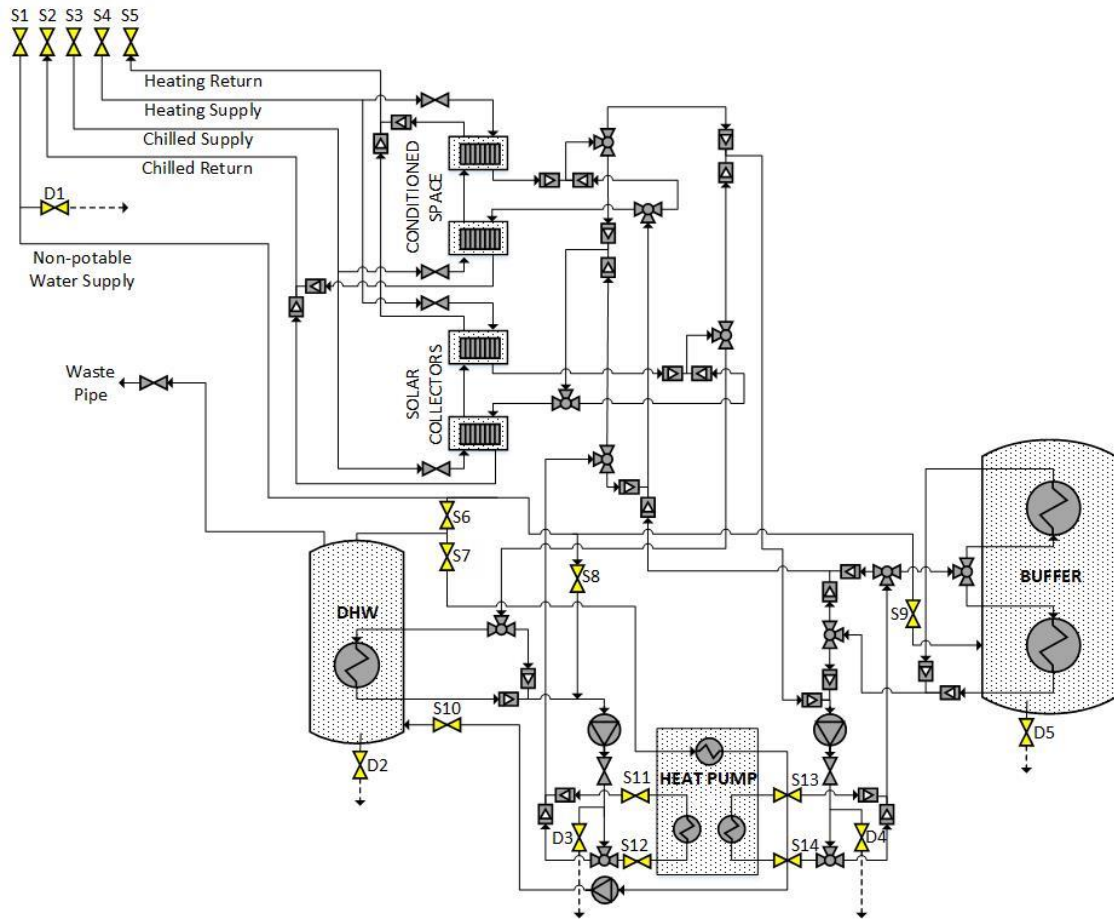 S1 S2 S3 S4 S5
Heating Return
Heating Supply
Chilled Supply
Chilled Return
D1
Non-potable
Water Supply
CONDITIONED
SPACE
SOLAR
COLLECTORS
Waste
Pipe
S6
S7
S8
S9
DHW
BUFFER
S10
D2
D5
HEAT PUMP
S11
S13
D3
D4
S12
S14